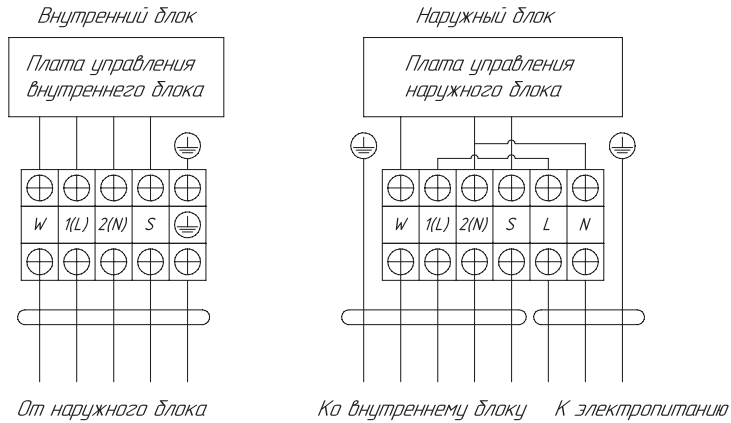 Внутренний блок
Плата управления
внутреннего блока
W 1(L) 2(N) S
От наружного блока
Наружный блок
Плата управления
наружного блока
W 1(L) 2(N) S L N
Ко внутреннему блоку
К электропитанию